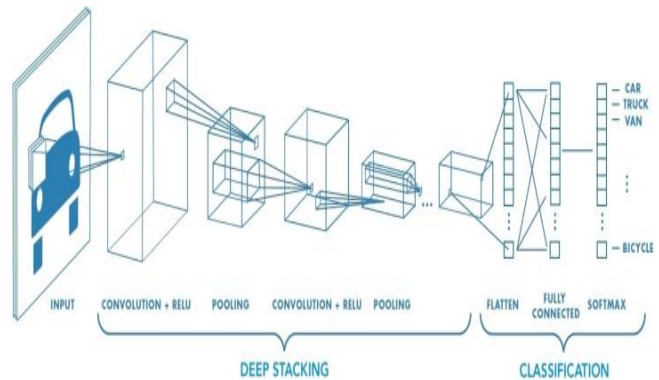 CAR
TRUCK
VAN
BICYCLE
INPUT
CONVOLUTION + RELU
POOLING
CONVOLUTION + RELU
POOLING
FLATTEN
FULLY
CONNECTED
SOFTMAX
DEEP STACKING
CLASSIFICATION